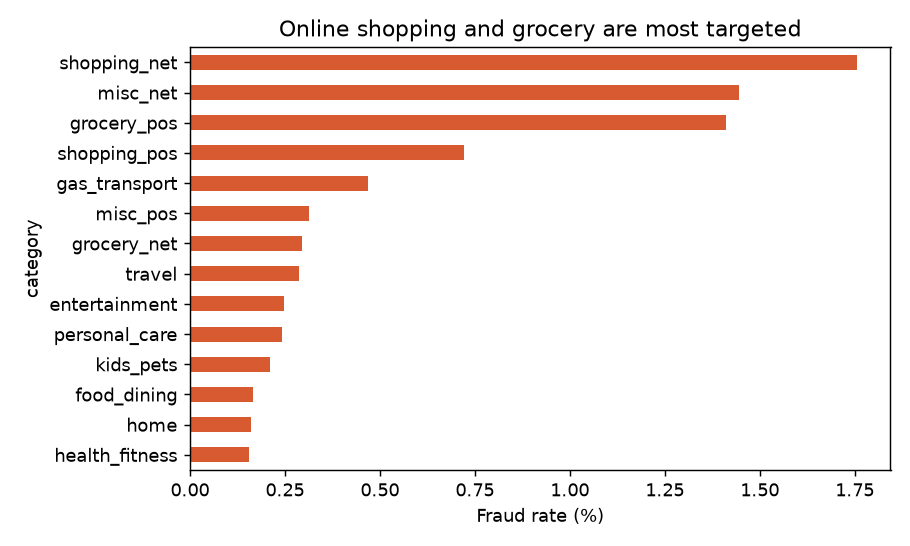 Online shopping and grocery are most targeted
shopping_net
misc_net
grocery_pos
shopping_pos
gas_transport
misc_pos
grocery_net
travel
entertainment
personal_care
kids_pets
food_dining
home
health_fitness
category
0.00 0.25 0.50 0.75 1.00 1.25 1.50 1.75
Fraud rate (%)